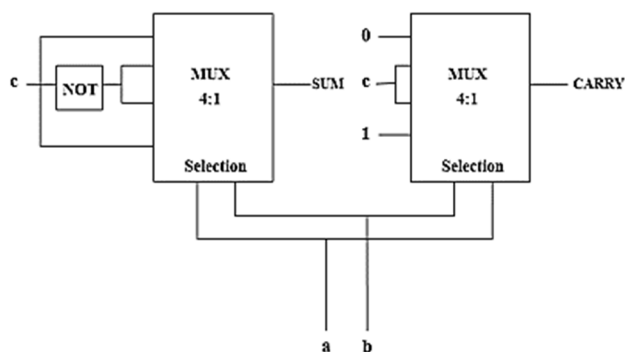 c
NOT
MUX
4:1
Selection
SUM
0
c
1
MUX
4:1
Selection
CARRY
a
b